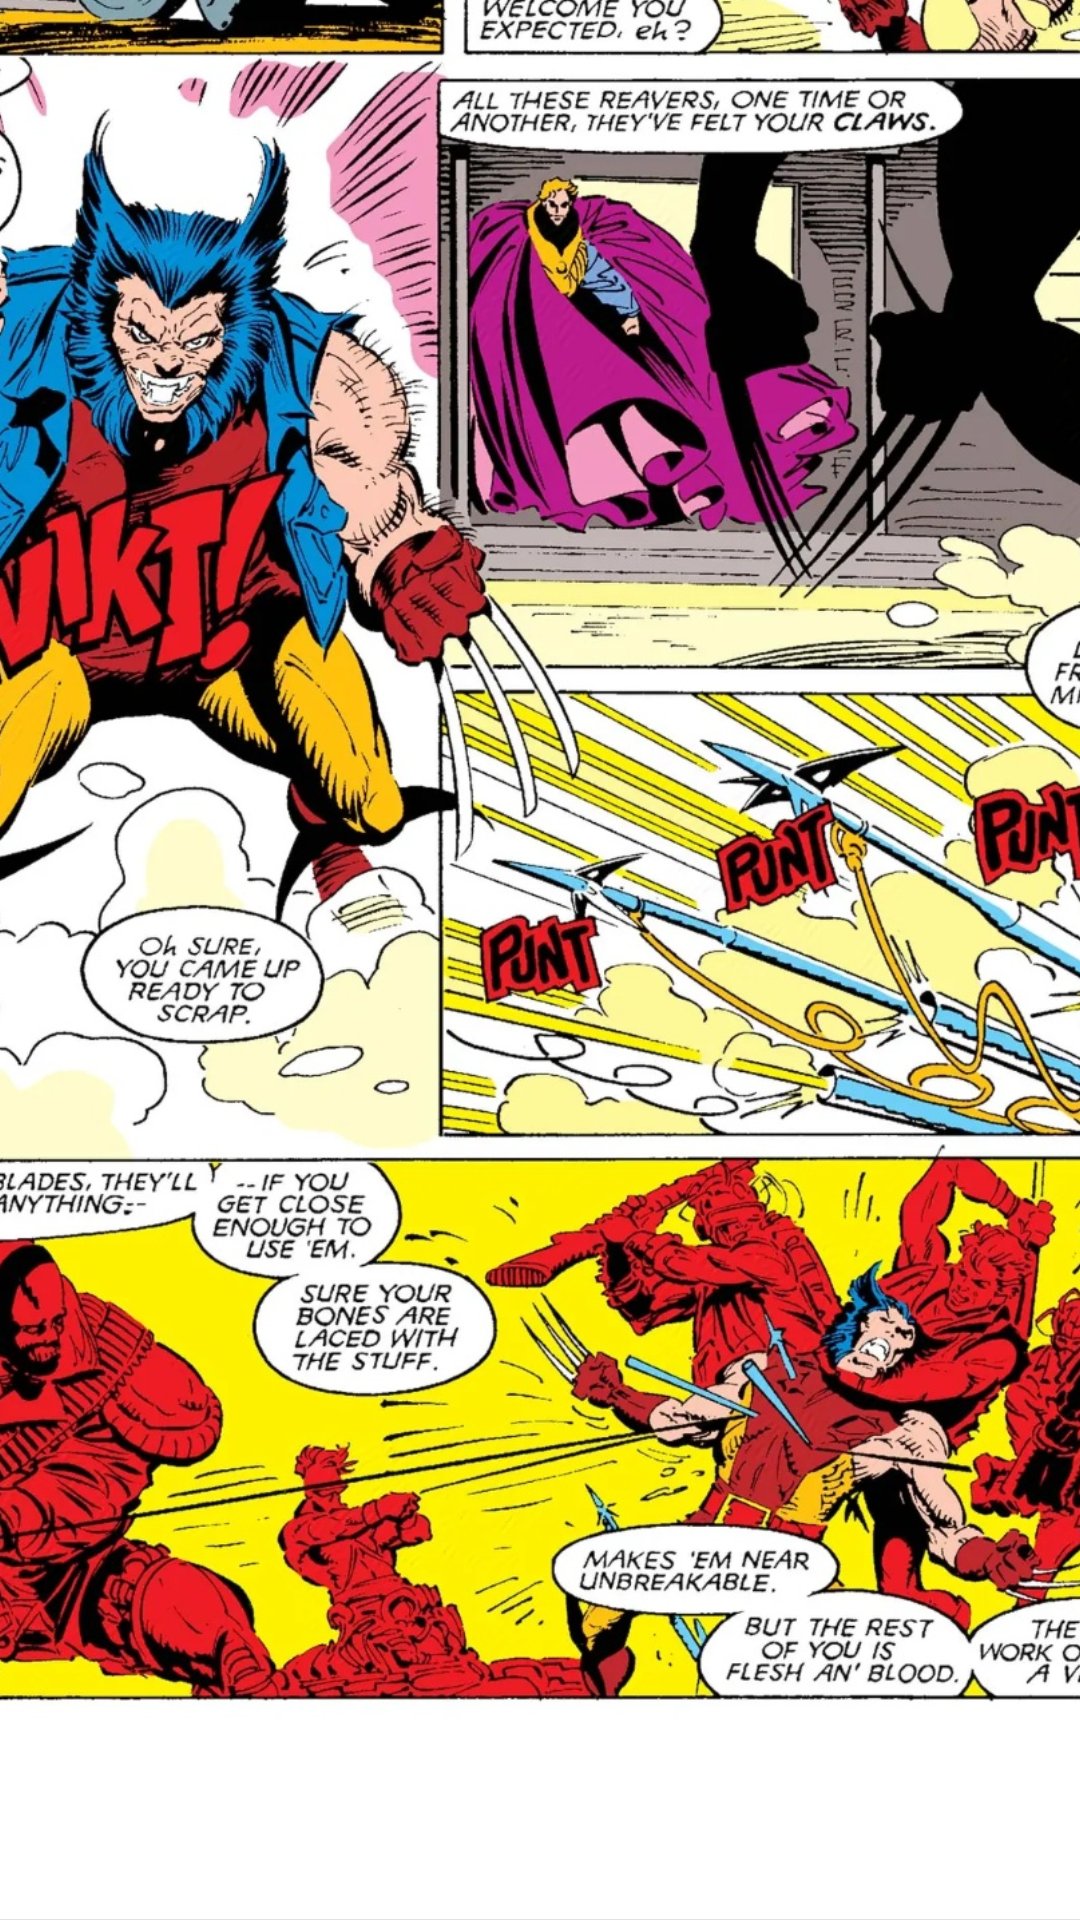 WELCOME YOU
EXPECTED, eh?
ALL THESE REAVERS, ONE TIME OR
ANOTHER, THEY'VE FELT YOUR CLAWS.
OH SURE,
YOU CAME UP
READY TO
SCRAP.
PUNT
PUNT
PUNT
BLADES, THEY'LL
ANYTHING--
--IF YOU
GET CLOSE
ENOUGH TO
USE 'EM.
SURE YOUR
BONES ARE
LACED WITH
THE STUFF.
MAKES 'EM NEAR
UNBREAKABLE.
BUT THE REST
OF YOU IS
FLESH AN' BLOOD.
THE
WORK
A